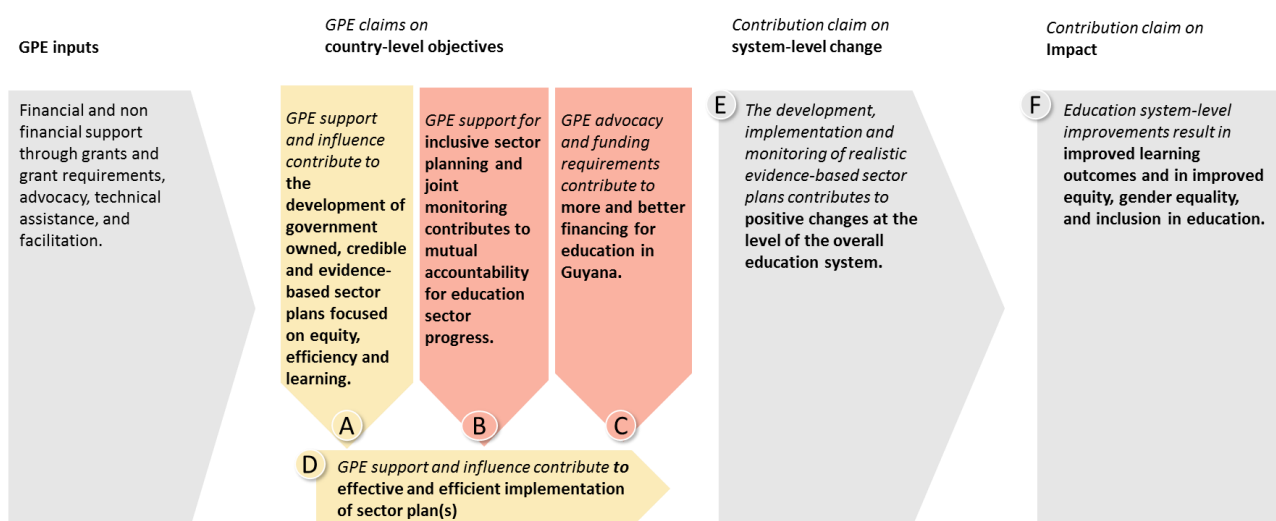 GPE inputs
GPE claims on
country-level objectives
Contribution claim on
system-level change
Contribution claim on
Impact
Financial and non
financial support
through grants and
grant requirements,
advocacy, technical
assistance, and
facilitation.
GPE support
and influence
contribute to
the
development of
government
owned, credible
and evidence-
based sector
plans focused
on equity,
efficiency and
learning.
A
GPE support for
inclusive sector
planning and
joint
monitoring
contributes to
mutual
accountability
for education
sector
progress.
B
GPE advocacy
and funding
requirements
contribute to
more and better
financing for
education in
Guyana.
C
D
GPE support and influence contribute to
effective and efficient implementation
of sector plan(s)
E
The development,
implementation and
monitoring of realistic
evidence-based sector
plans contributes to
positive changes at the
level of the overall
education system.
F
Education system-level
improvements result in
improved learning
outcomes and in improved
equity, gender equality,
and inclusion in education.